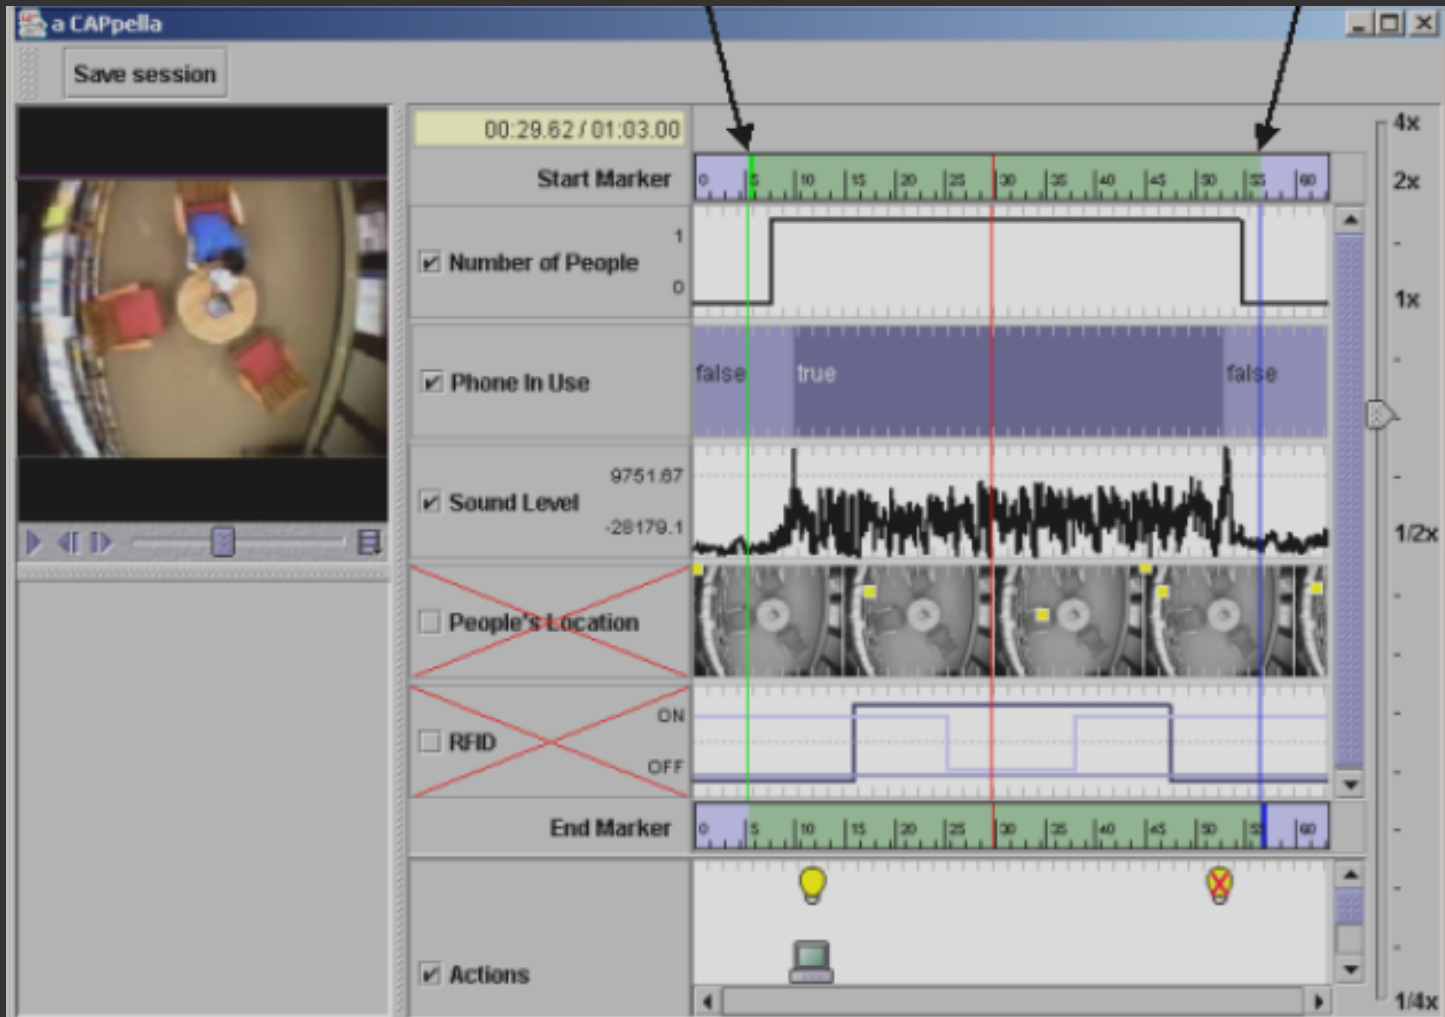 a CAPpella
Save session
00:29.62 / 01:03.00
4x
Start Marker
0 5 10 15 20 25 30 35 40 45 50 55 60
2x
Number of People
1
0
1x
Phone In Use
false true false
Sound Level
9751.67
-28179.1
1/2x
People's Location
RFID
ON
OFF
End Marker
0 5 10 15 20 25 30 35 40 45 50 55 60
Actions
1/4x